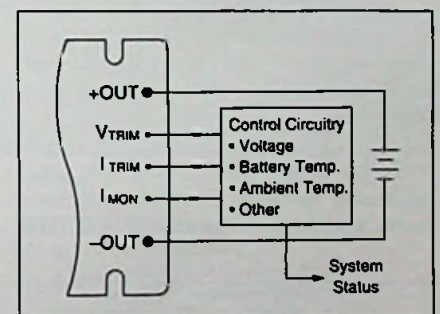 +OUT
VTRIM
ITRIM
IMON
–OUT
Control Circuitry
• Voltage
• Battery Temp.
• Ambient Temp.
• Other
System
Status